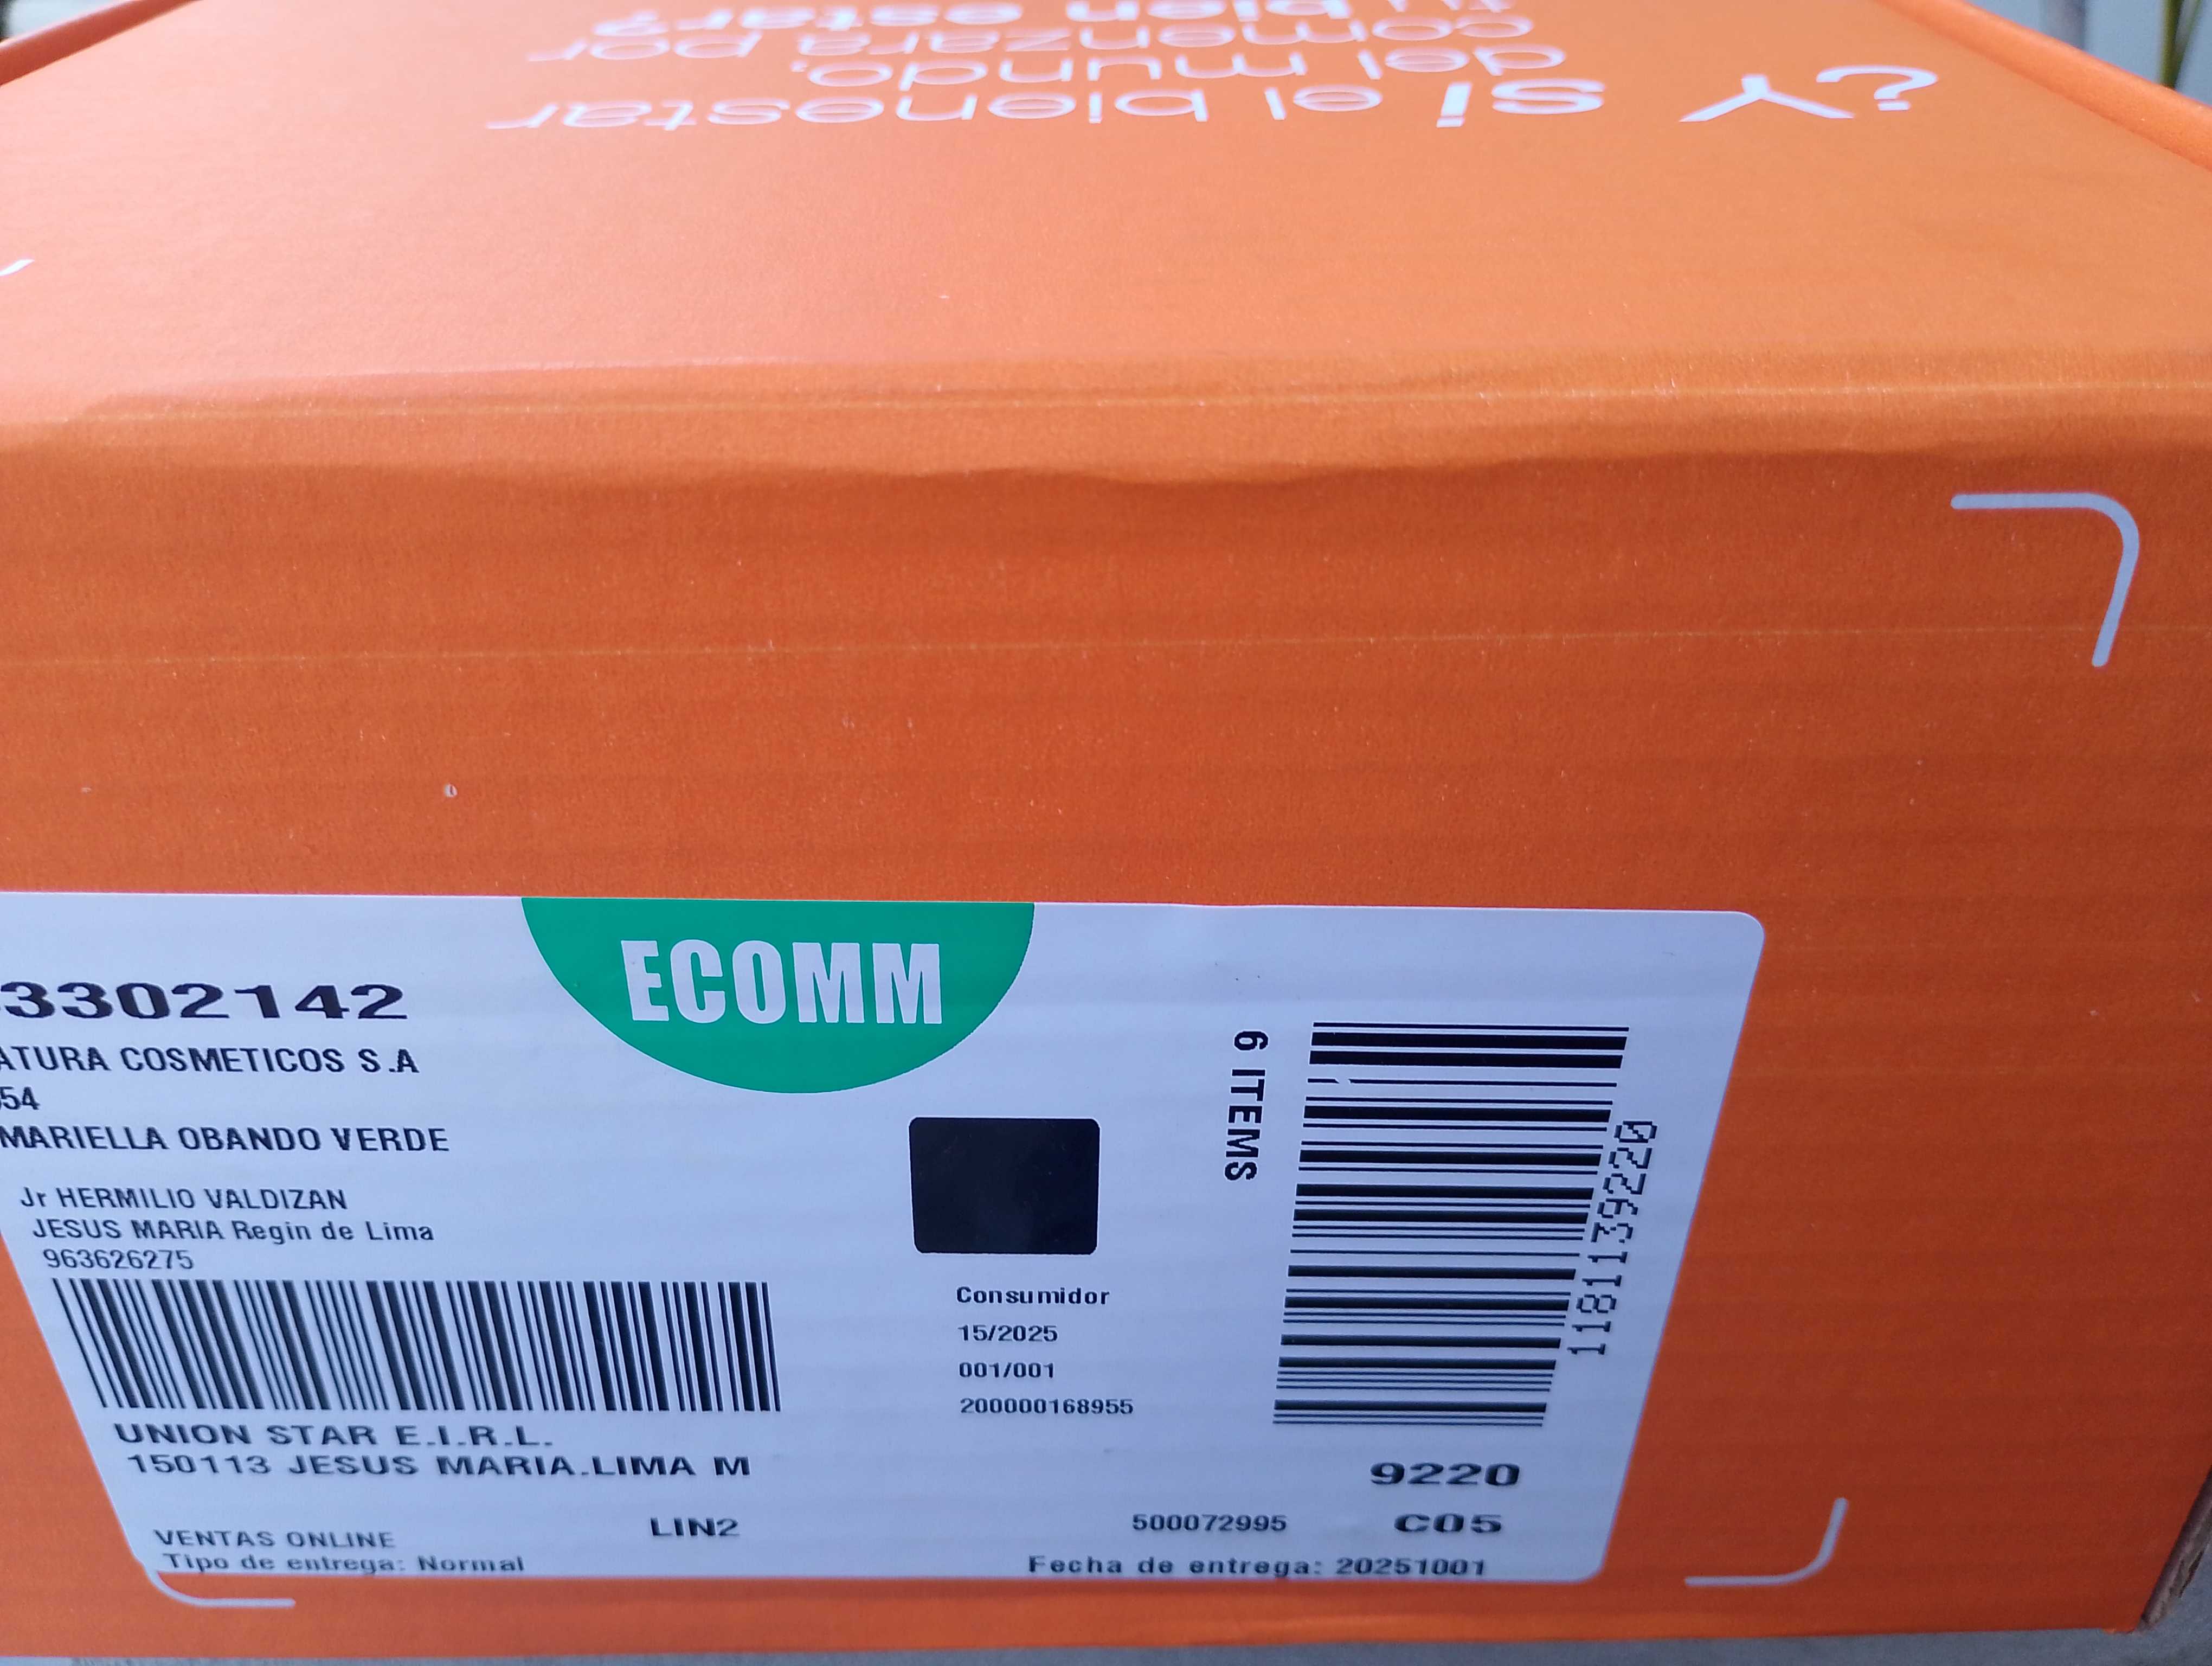 ¿Y si el bienestar
del mundo,
comenzara por
tu bien estar?
ECOMM
3302142
ATURA COSMETICOS S.A
54
MARIELLA OBANDO VERDE
Jr HERMILIO VALDIZAN
JESUS MARIA Regin de Lima
963626275
UNION STAR E.I.R.L.
150113 JESUS MARIA.LIMA M
VENTAS ONLINE
LIN2
Tipo de entrega: Normal
Consumidor
15/2025
001/001
200000168955
6 ITEMS
1181139220
9220
500072995
C05
Fecha de entrega: 20251001